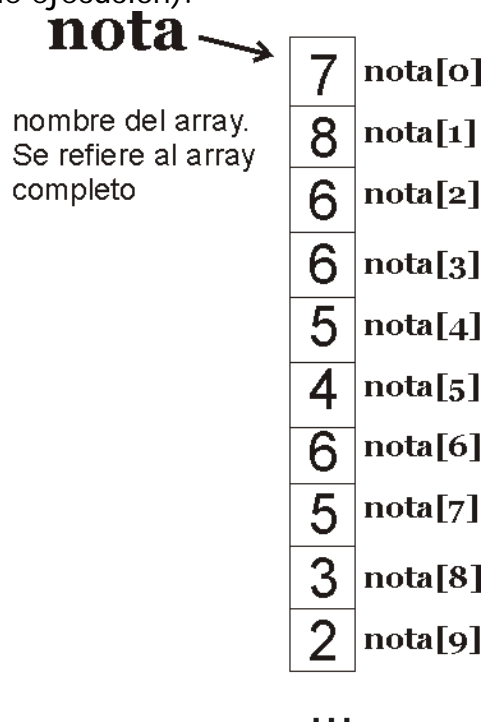 nota
nombre del array.
Se refiere al array
completo
7 nota[0]
8 nota[1]
6 nota[2]
6 nota[3]
5 nota[4]
4 nota[5]
6 nota[6]
5 nota[7]
3 nota[8]
2 nota[9]
...